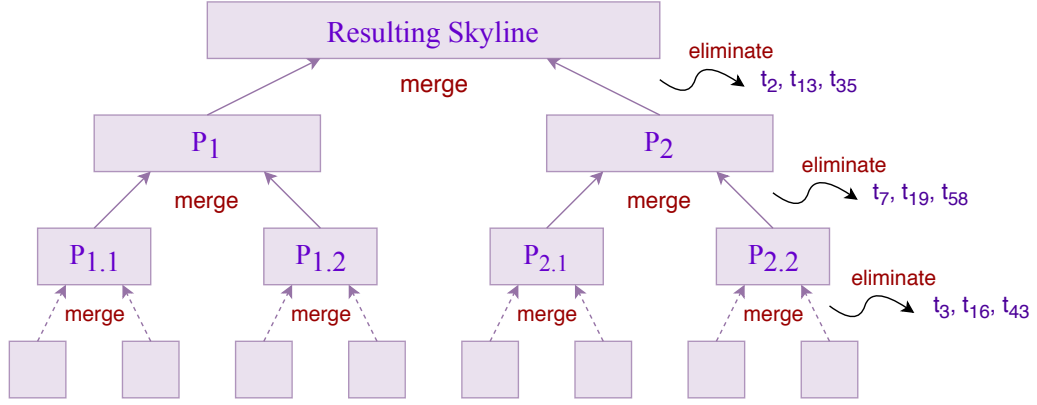 Resulting Skyline
eliminate
merge
t2, t13, t35
P1
P2
eliminate
merge
merge
t7, t19, t58
P1.1
P1.2
P2.1
P2.2
eliminate
merge
merge
merge
merge
t3, t16, t43